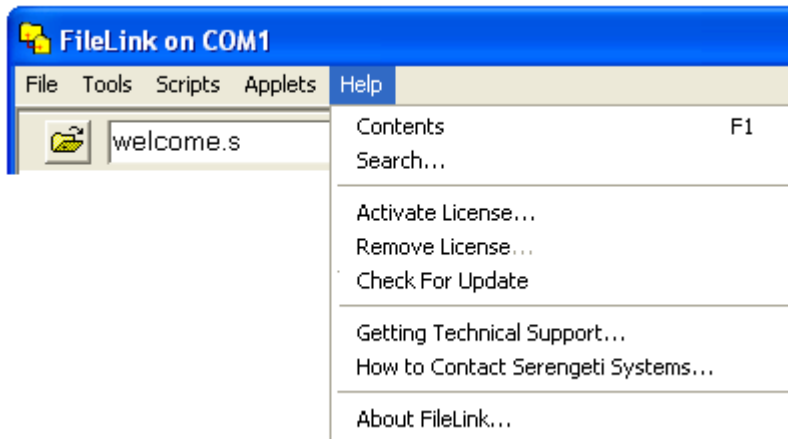 FileLink on COM1
File Tools Scripts Applets Help
welcome.s
Contents F1
Search...
Activate License...
Remove License...
Check For Update
Getting Technical Support...
How to Contact Serengeti Systems...
About FileLink...